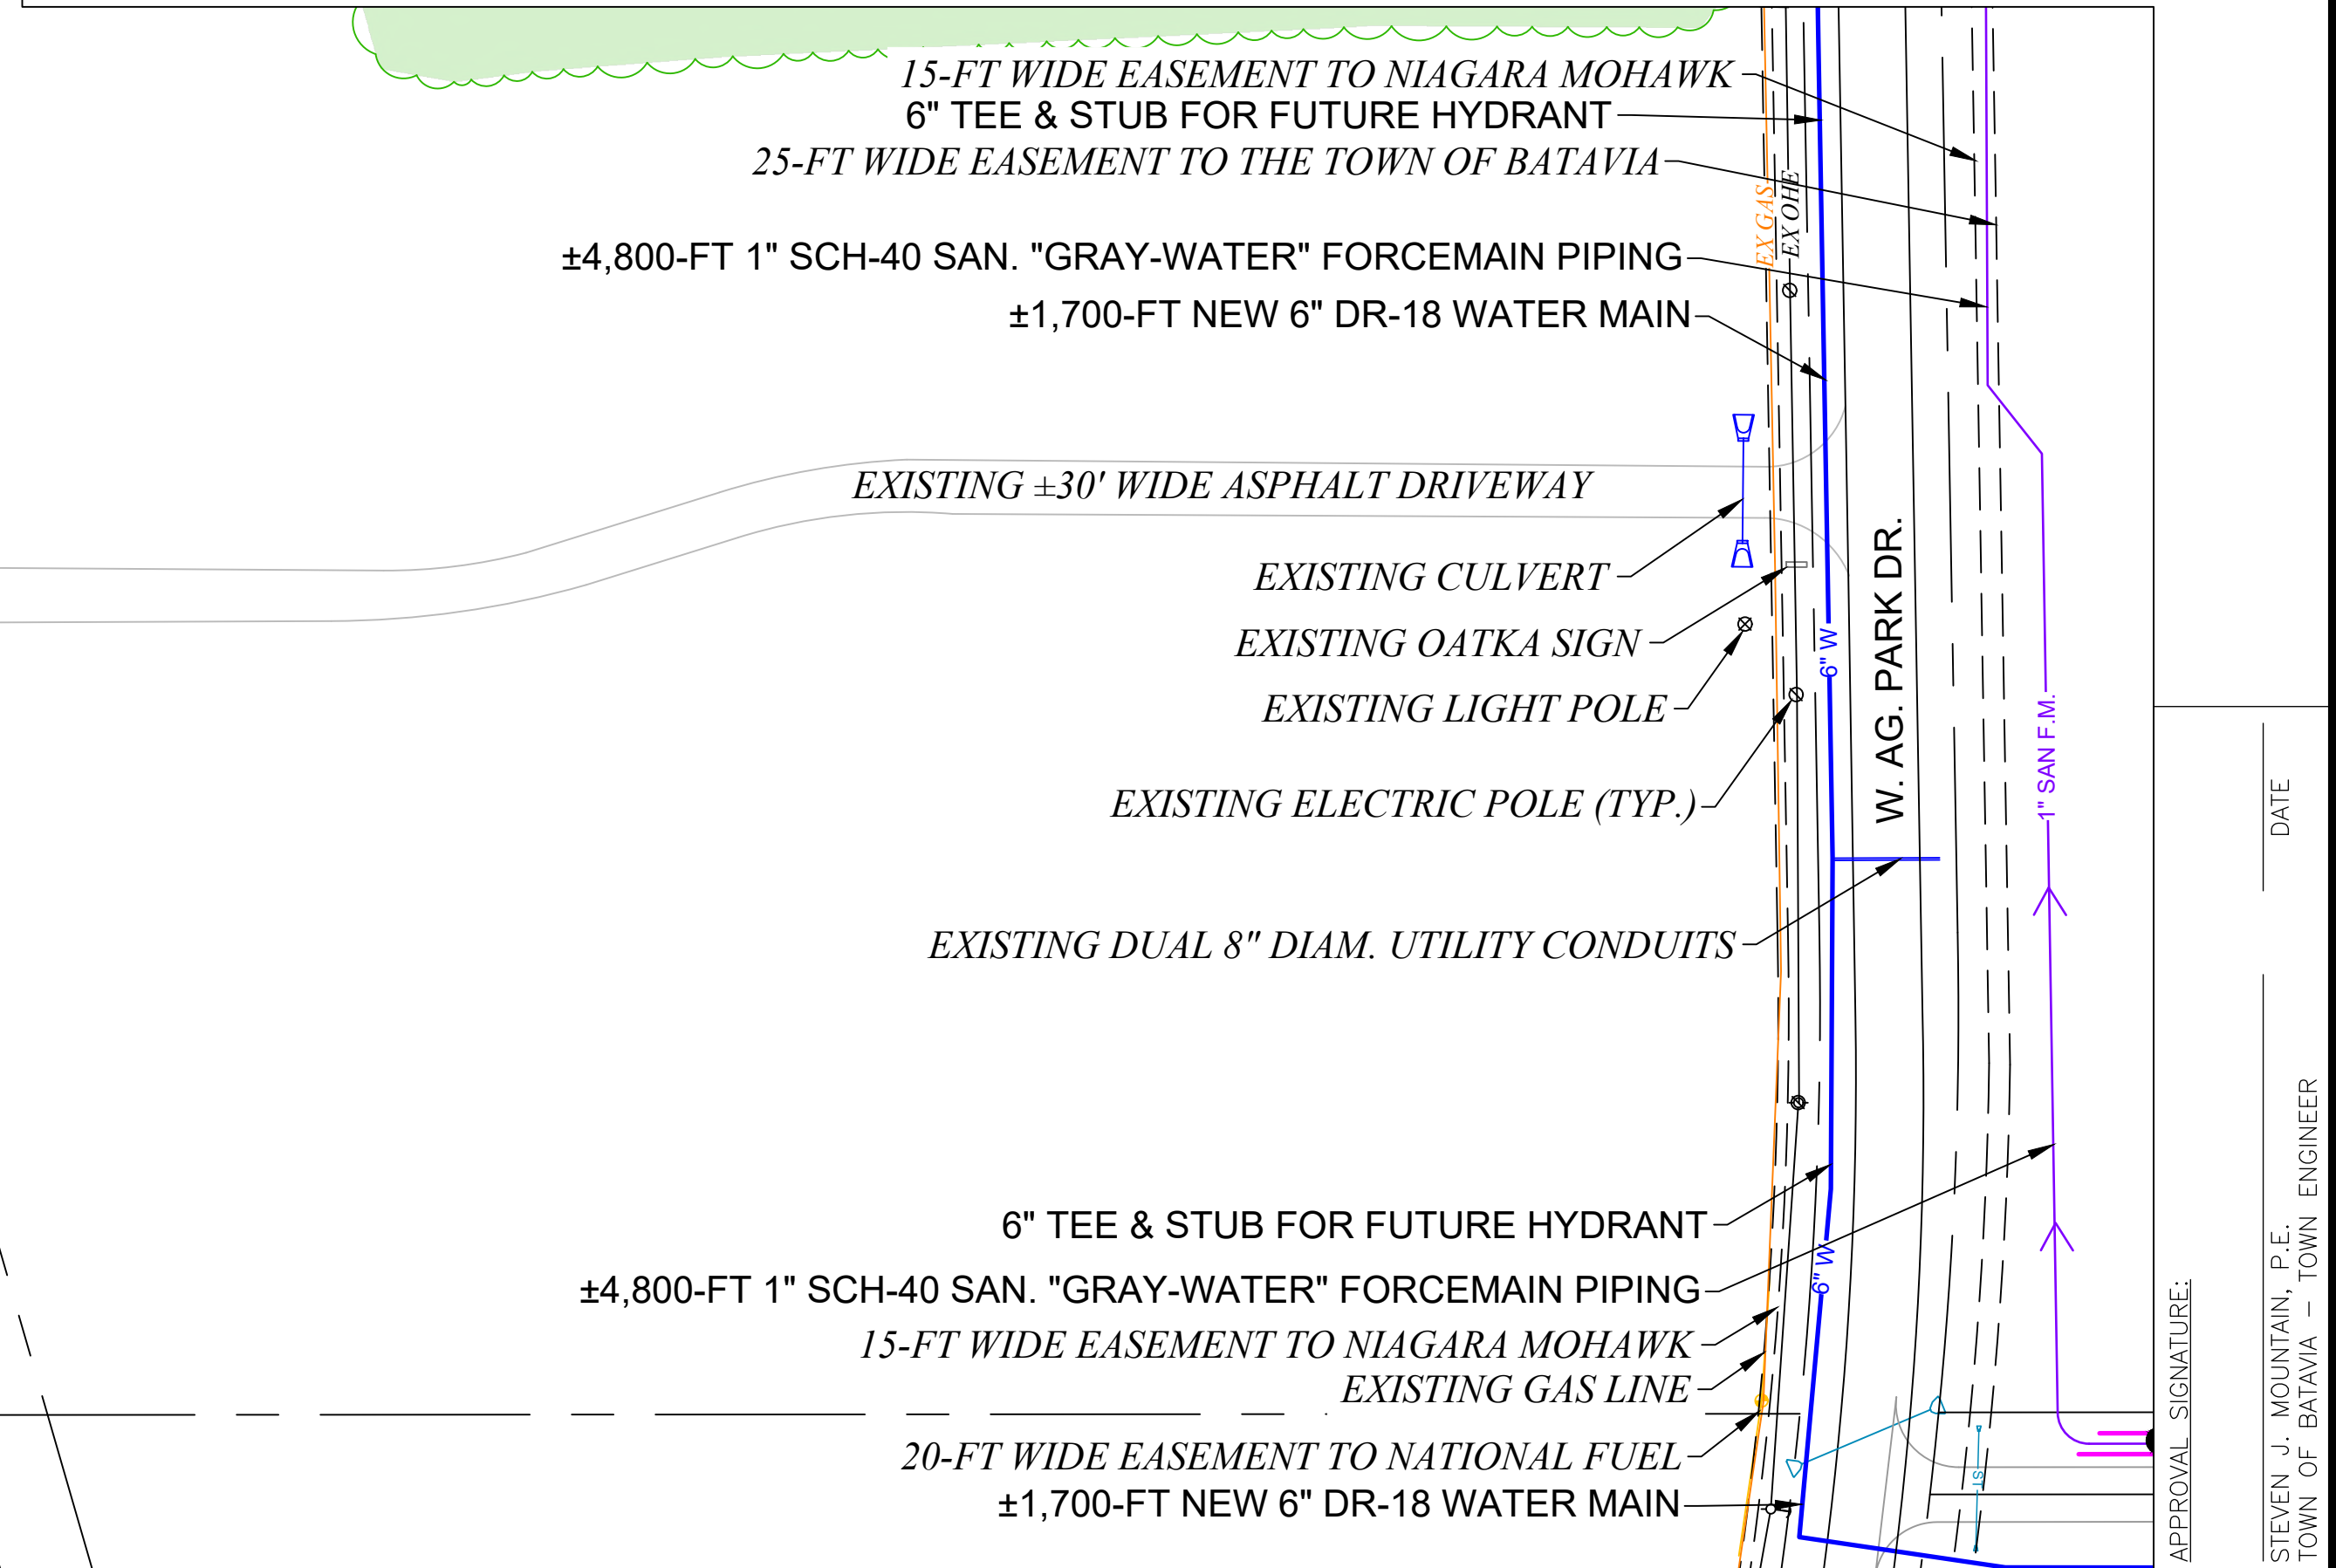 15-FT WIDE EASEMENT TO NIAGARA MOHAWK
6" TEE & STUB FOR FUTURE HYDRANT
25-FT WIDE EASEMENT TO THE TOWN OF BATAVIA
EX GAS
EX OHE
±4,800-FT 1" SCH-40 SAN. "GRAY-WATER" FORCEMAIN PIPING
±1,700-FT NEW 6" DR-18 WATER MAIN
EXISTING ±30' WIDE ASPHALT DRIVEWAY
EXISTING CULVERT
EXISTING OATKA SIGN
6" W
W. AG. PARK DR.
EXISTING LIGHT POLE
1" SAN F.M.
EXISTING ELECTRIC POLE (TYP.)
EXISTING DUAL 8" DIAM. UTILITY CONDUITS
6" TEE & STUB FOR FUTURE HYDRANT
6" W
±4,800-FT 1" SCH-40 SAN. "GRAY-WATER" FORCEMAIN PIPING
15-FT WIDE EASEMENT TO NIAGARA MOHAWK
EXISTING GAS LINE
20-FT WIDE EASEMENT TO NATIONAL FUEL
ST
±1,700-FT NEW 6" DR-18 WATER MAIN
APPROVAL SIGNATURE:
DATE
STEVEN J. MOUNTAIN, P.E.
TOWN OF BATAVIA – TOWN ENGINEER